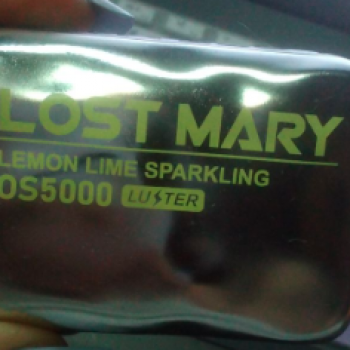 LOST MARY
LEMON LIME SPARKLING
OS5000 LUSTER